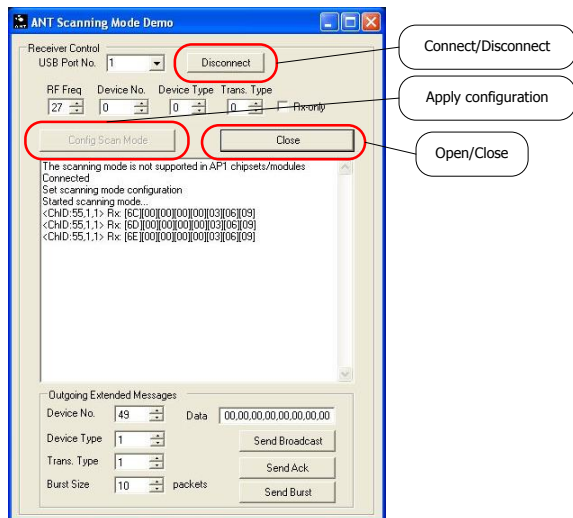 ANT Scanning Mode Demo
Receiver Control
USB Port No. 1 Disconnect
Connect/Disconnect
RF Freq Device No. Device Type Trans. Type
27 0 0 0 Rx-only
Apply configuration
Config Scan Mode Close
Open/Close
The scanning mode is not supported in AP1 chipsets/modules
Connected
Set scanning mode configuration
Started scanning mode...
<ChID:55,1,1> Rx: [6C][00][00][00][00][03][06][09]
<ChID:55,1,1> Rx: [6D][00][00][00][00][03][06][09]
<ChID:55,1,1> Rx: [6E][00][00][00][00][03][06][09]
Outgoing Extended Messages
Device No. 49 Data 00,00,00,00,00,00,00,00
Device Type 1 Send Broadcast
Trans. Type 1 Send Ack
Burst Size 10 packets Send Burst